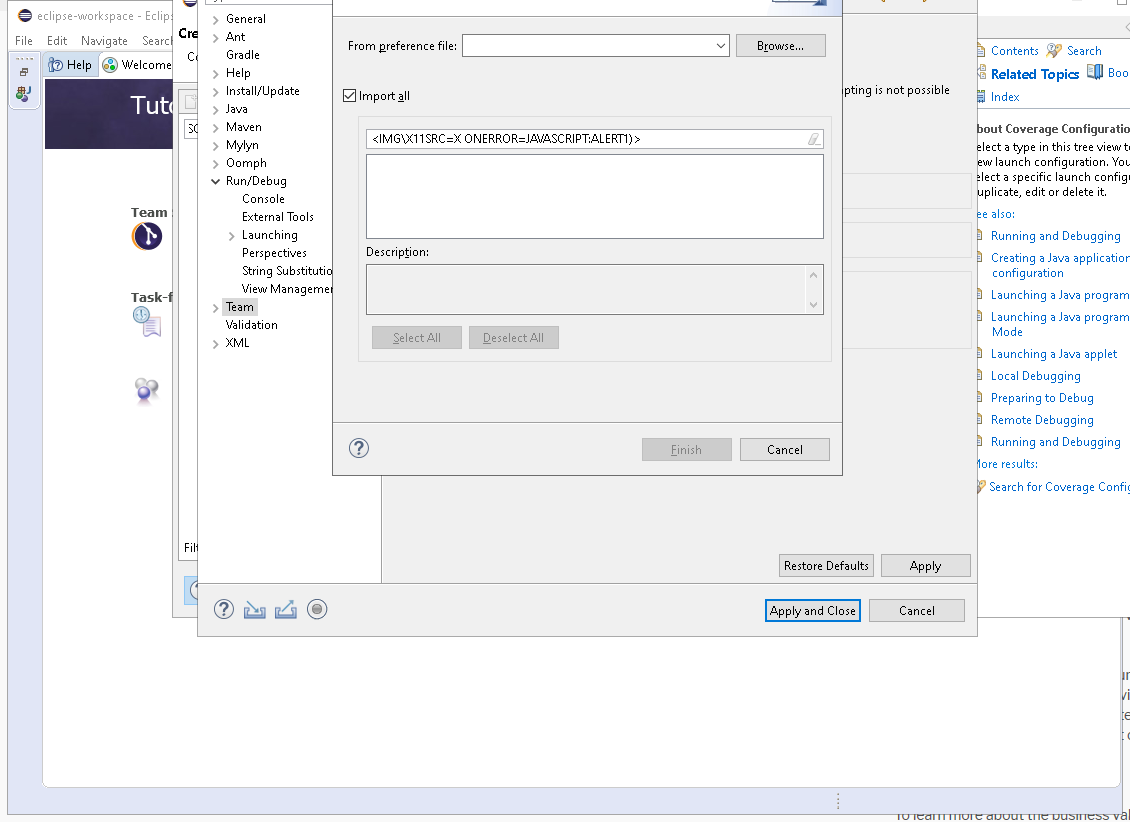 eclipse-workspace - Eclips
File Edit Navigate Search
Help
Welcome
Tuto
Team
Task-f
Cre
Filt
General
Ant
Gradle
Help
Install/Update
Java
Maven
Mylyn
Oomph
Run/Debug
Console
External Tools
Launching
Perspectives
String Substitutio
View Managemen
Team
Validation
XML
From preference file:
Browse...
Import all
<IMG\X11SRC=X ONERROR=JAVASCRIPT:ALERT1)>
Description:
Select All
Deselect All
Finish
Cancel
pting is not possible
Restore Defaults
Apply
Apply and Close
Cancel
Contents
Search
Related Topics
Boo
Index
bout Coverage Configuratio
elect a type in this tree view to
ew launch configuration. You
elect a specific launch configu
uplicate, edit or delete it.
ee also:
Running and Debugging
Creating a Java application
configuration
Launching a Java program
Launching a Java program
Mode
Launching a Java applet
Local Debugging
Preparing to Debug
Remote Debugging
Running and Debugging
More results:
Search for Coverage Config
To learn more about the business val